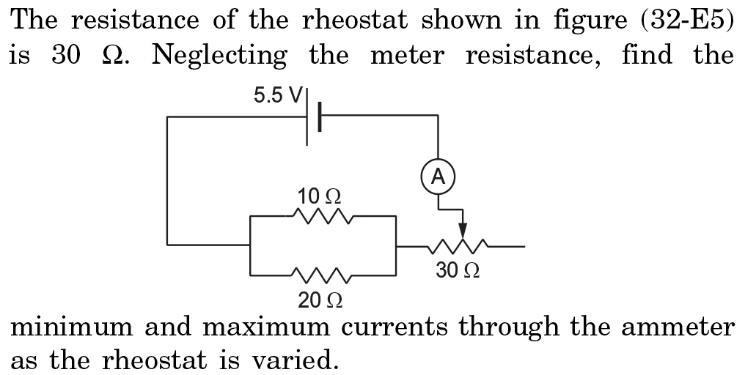 The resistance of the rheostat shown in figure (32-E5)
is 30 Ω. Neglecting the meter resistance, find the
5.5 V
A
10 Ω
30 Ω
20 Ω
minimum and maximum currents through the ammeter
as the rheostat is varied.